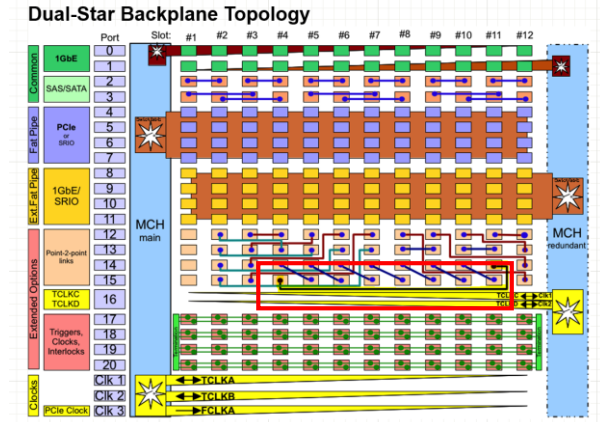 Dual-Star Backplane Topology
Port Slot: #1 #2 #3 #4 #5 #6 #7 #8 #9 #10 #11 #12
Common
1GbE
0
1
SAS/SATA
2
3
Fat Pipe
PCIe
or
SRIO
4
5
6
7
Ext.Fat Pipe
1GbE/
SRIO
8
9
10
11
MCH
main
MCH
redundant
Extended Options
Point-2-point
links
12
13
14
15
TCLKC
TCLKD
16
Clk1
Clk2
Triggers,
Clocks,
Interlocks
17
18
19
20
Clocks
Clk 1
TCLKA
Clk 2
TCLKB
PCIe Clock
Clk 3
FCLKA